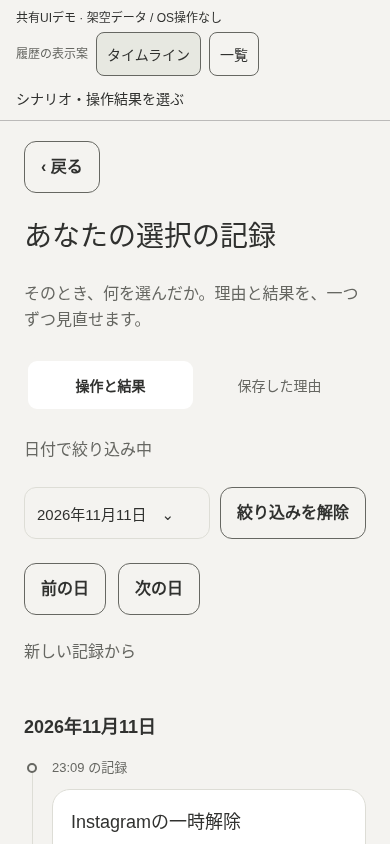 共有UIデモ · 架空データ / OS操作なし
履歴の表示案 タイムライン 一覧
シナリオ・操作結果を選ぶ
‹ 戻る
あなたの選択の記録
そのとき、何を選んだか。理由と結果を、一つ
ずつ見直せます。
操作と結果 保存した理由
日付で絞り込み中
2026年11月11日 絞り込みを解除
前の日 次の日
新しい記録から
2026年11月11日
23:09 の記録
Instagramの一時解除